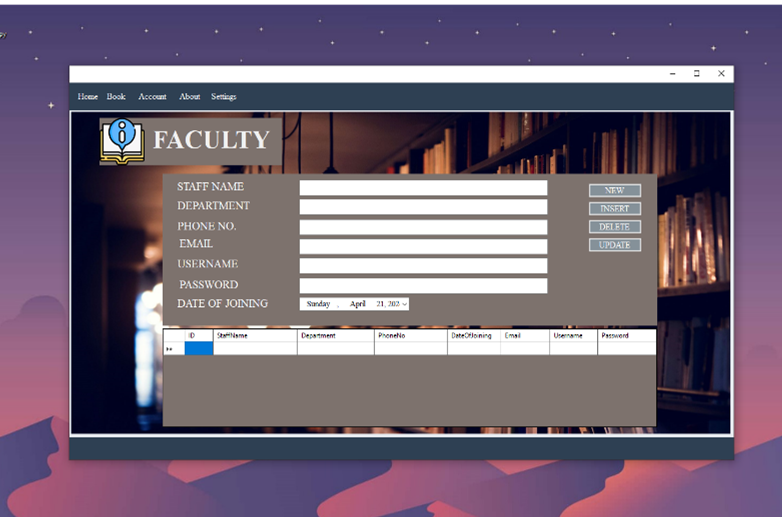 Home Book Account About Settings
FACULTY
STAFF NAME
NEW
DEPARTMENT
INSERT
PHONE NO.
DELETE
EMAIL
UPDATE
USERNAME
PASSWORD
DATE OF JOINING
Sunday , April 21, 202
ID StaffName Department PhoneNo DateOfJoining Email Username Password